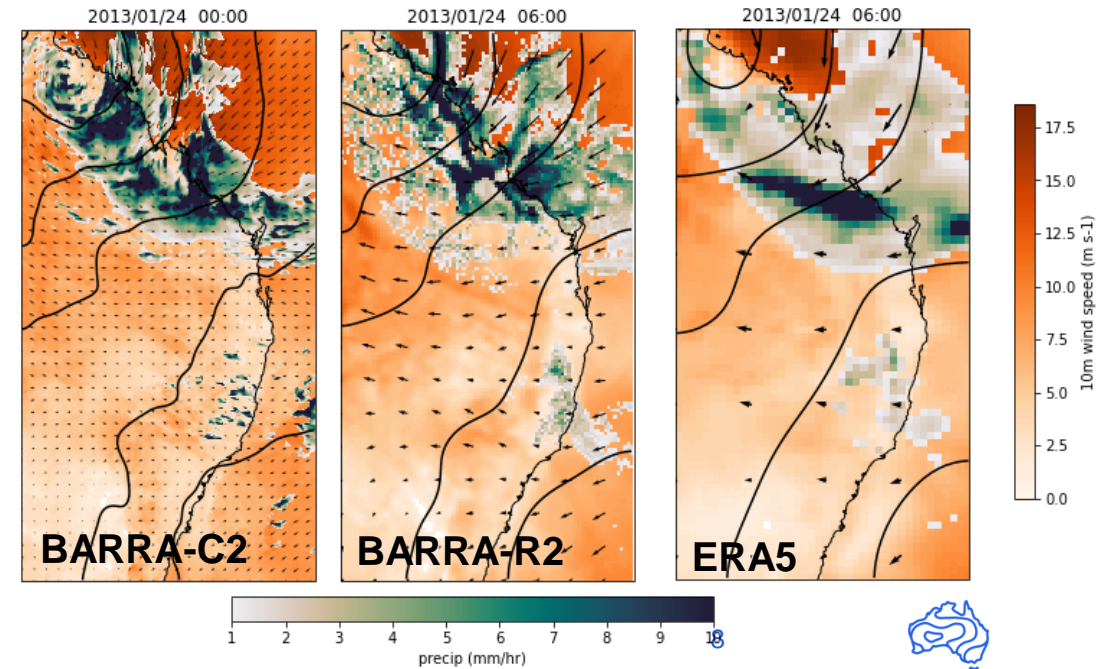 2013/01/24 00:00
2013/01/24 06:00
2013/01/24 06:00
BARRA-C2
BARRA-R2
ERA5
17.5
15.0
12.5
10.0
7.5
5.0
2.5
0.0
10m wind speed (m s-1)
1 2 3 4 5 6 7 8 9 10
8
precip (mm/hr)